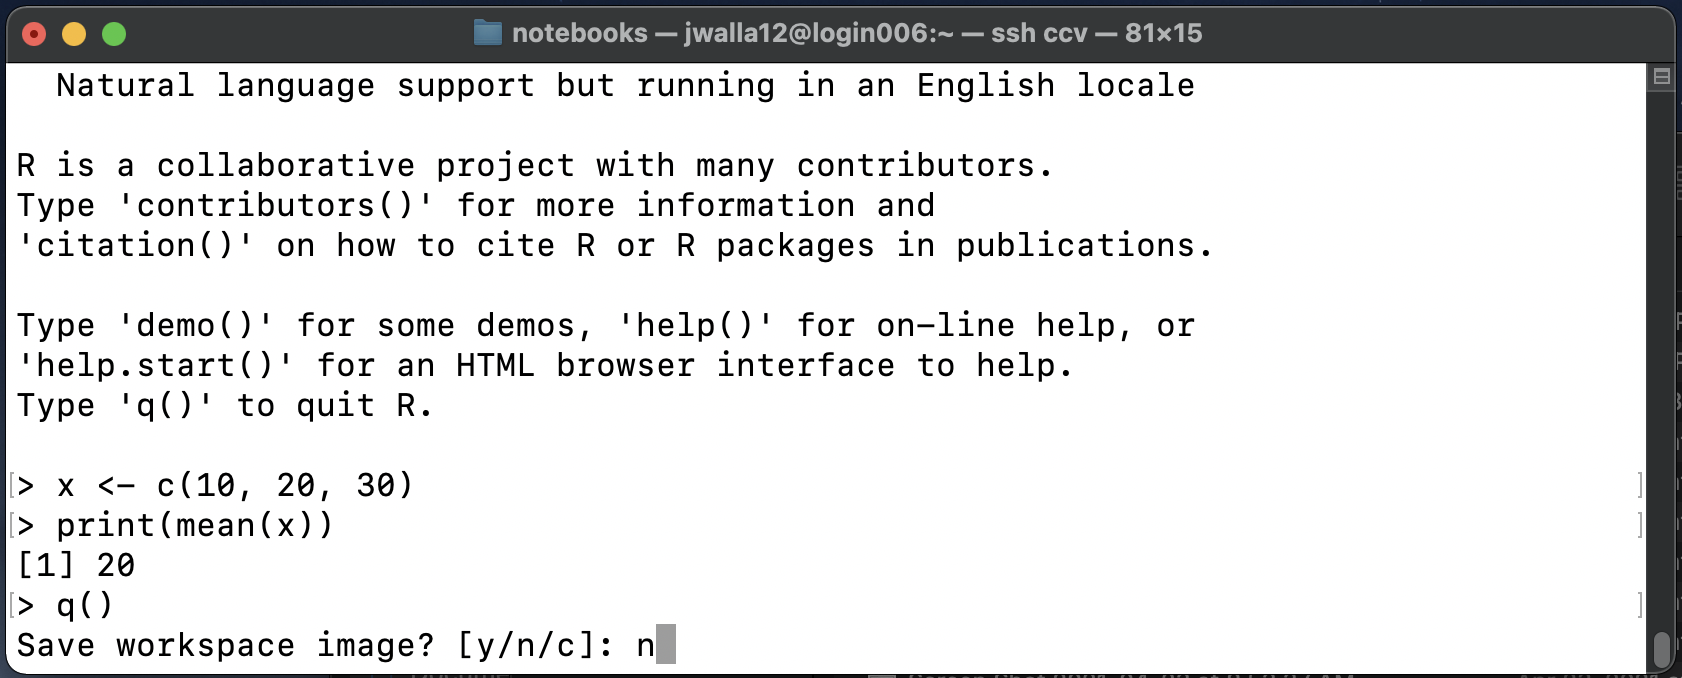 notebooks — jwalla12@login006:~ — ssh ccv — 81×15
Natural language support but running in an English locale
R is a collaborative project with many contributors.
Type 'contributors()' for more information and
'citation()' on how to cite R or R packages in publications.
Type 'demo()' for some demos, 'help()' for on-line help, or
'help.start()' for an HTML browser interface to help.
Type 'q()' to quit R.
[> x <- c(10, 20, 30) ]
[> print(mean(x)) ]
[1] 20
[> q() ]
Save workspace image? [y/n/c]: n